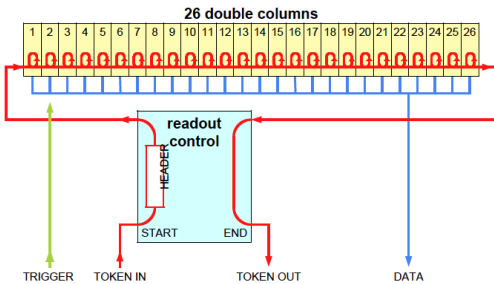 26 double columns
1 2 3 4 5 6 7 8 9 10 11 12 13 14 15 16 17 18 19 20 21 22 23 24 25 26
readout
control
HEADER
START END
TRIGGER TOKEN IN TOKEN OUT DATA